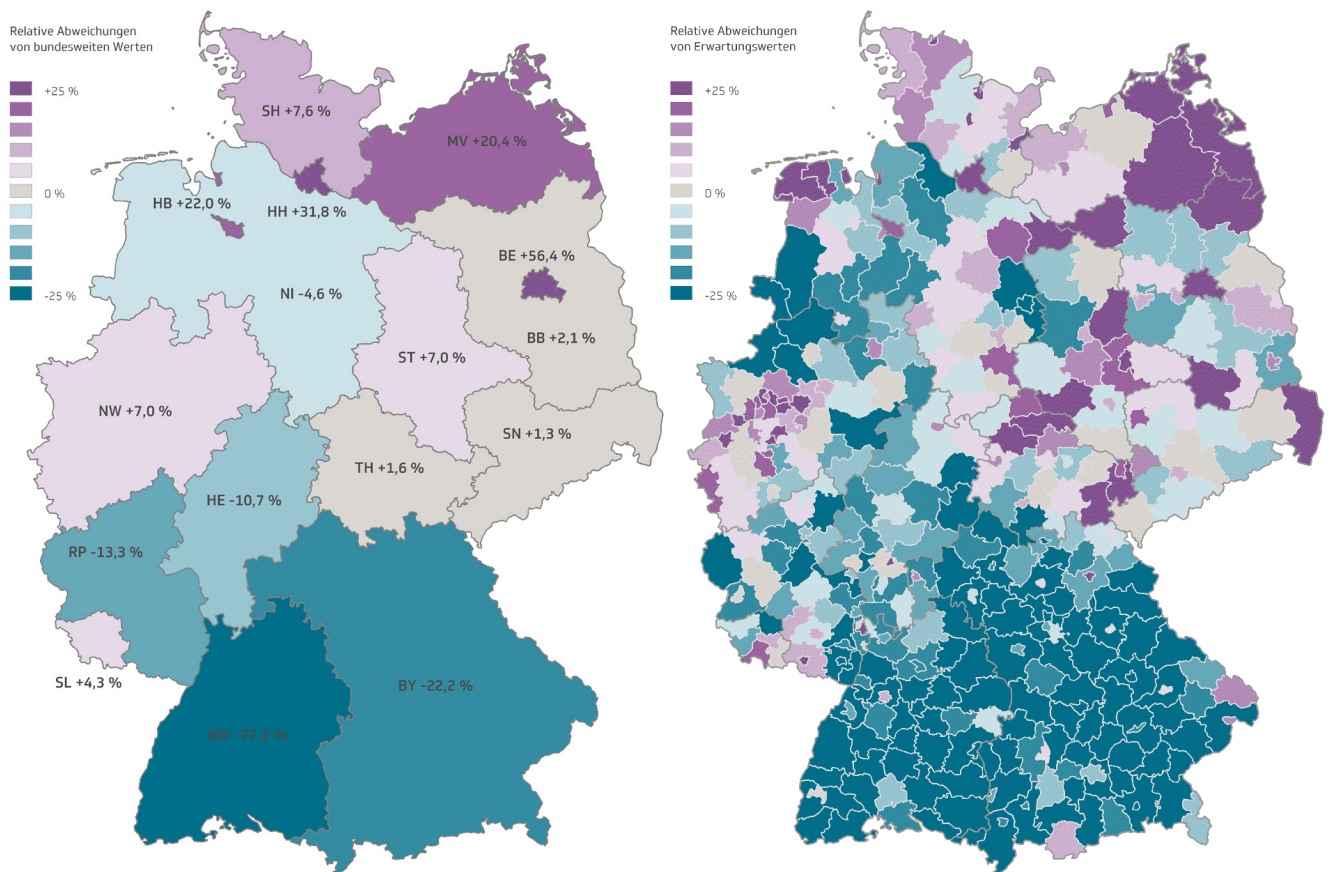 Relative Abweichungen
von bundesweiten Werten
+25 %
0 %
-25 %
SH +7,6 %
MV +20,4 %
HB +22,0 %
HH +31,8 %
BE +56,4 %
NI -4,6 %
BB +2,1 %
ST +7,0 %
NW +7,0 %
SN +1,3 %
TH +1,6 %
HE -10,7 %
RP -13,3 %
SL +4,3 %
BY -22,2 %
BW -27,2 %
Relative Abweichungen
von Erwartungswerten
+25 %
0 %
-25 %